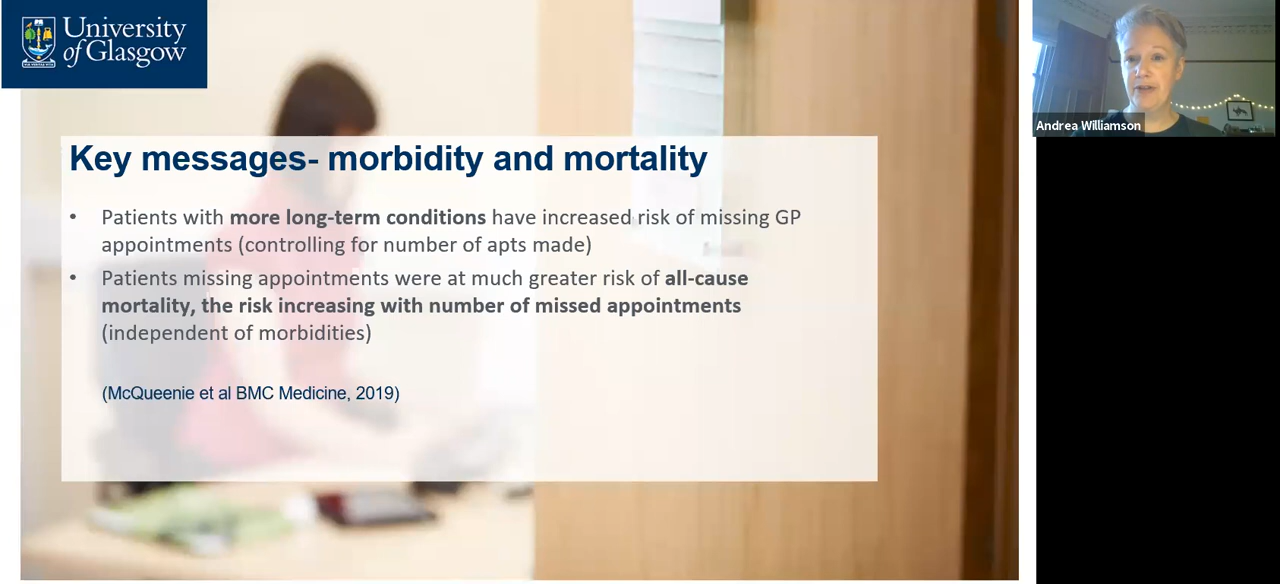 University
of Glasgow
Andrea Williamson
Key messages- morbidity and mortality
• Patients with more long-term conditions have increased risk of missing GP
appointments (controlling for number of apts made)
• Patients missing appointments were at much greater risk of all-cause
mortality, the risk increasing with number of missed appointments
(independent of morbidities)
(McQueenie et al BMC Medicine, 2019)